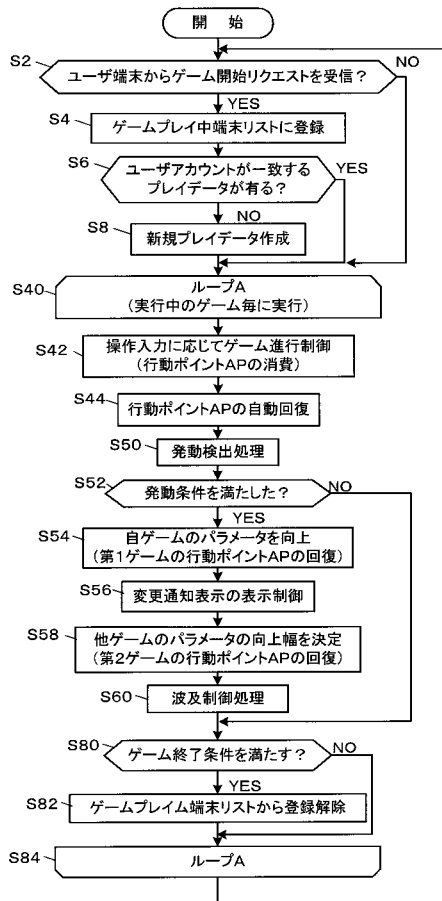 開 始
S2
ユーザ端末からゲーム開始リクエストを受信？
NO
YES
S4
ゲームプレイ中端末リストに登録
S6
ユーザアカウントが一致する
プレイデータが有る？
YES
NO
S8
新規プレイデータ作成
S40
ループA
(実行中のゲーム毎に実行)
S42
操作入力に応じてゲーム進行制御
(行動ポイントAPの消費)
S44
行動ポイントAPの自動回復
S50
発動検出処理
S52
発動条件を満たした？
NO
YES
S54
自ゲームのパラメータを向上
(第1ゲームの行動ポイントAPの回復)
S56
変更通知表示の表示制御
S58
他ゲームのパラメータの向上幅を決定
(第2ゲームの行動ポイントAPの回復)
S60
波及制御処理
S80
ゲーム終了条件を満たす？
NO
YES
S82
ゲームプレイム端末リストから登録解除
S84
ループA